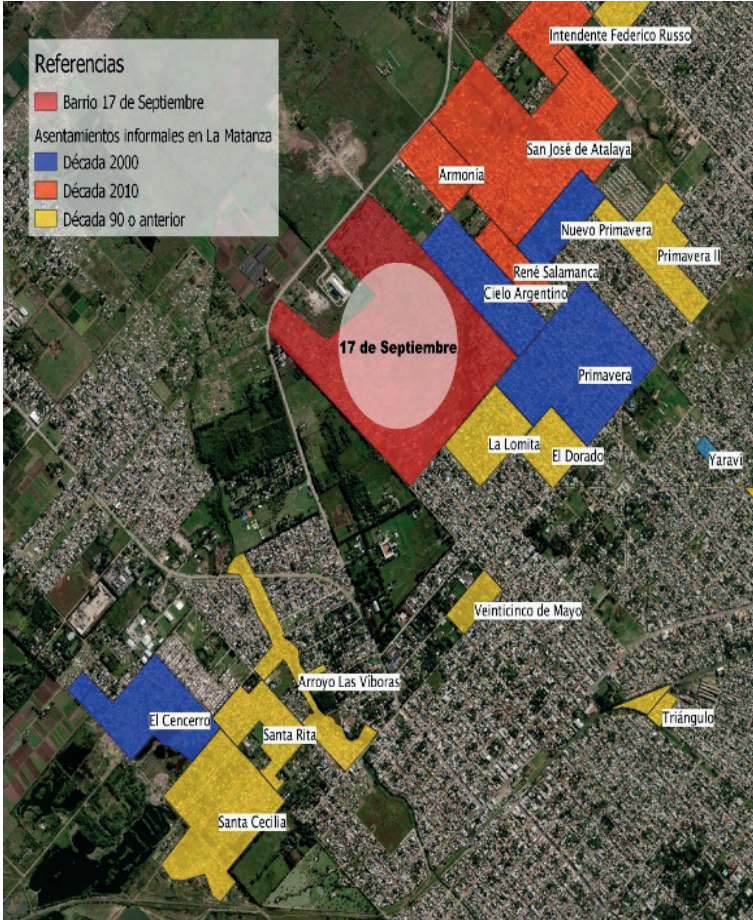 Referencias
Barrio 17 de Septiembre
Asentamientos informales en La Matanza
Década 2000
Década 2010
Década 90 o anterior
Intendente Federico Russo
San José de Atalaya
Armonía
Nuevo Primavera
Primavera II
René Salamanca
Cielo Argentino
17 de Septiembre
Primavera
La Lomita
El Dorado
Yaraví
Veinticinco de Mayo
Arroyo Las Víboras
El Cencerro
Santa Rita
Triángulo
Santa Cecilia